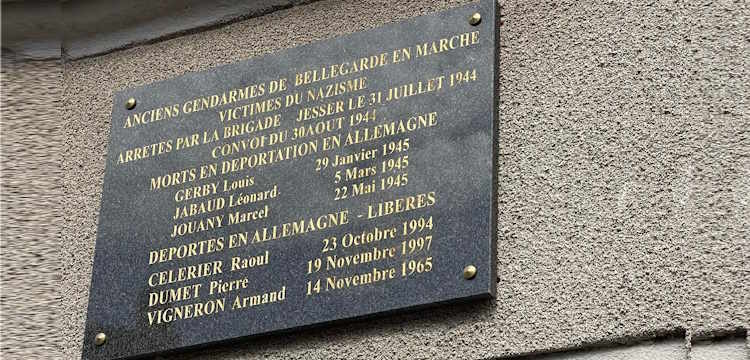 ANCIENS GENDARMES DE BELLEGARDE EN MARCHE
VICTIMES DU NAZISME
ARRETES PAR LA BRIGADE JESSER LE 31 JUILLET 1944
CONVOI DU 30AOUT 1944
MORTS EN DEPORTATION EN ALLEMAGNE
GERBY Louis 29 Janvier 1945
JABAUD Léonard. 5 Mars 1945
JOUANY Marcel 22 Mai 1945
DEPORTES EN ALLEMAGNE - LIBERES
CELERIER Raoul 23 Octobre 1994
DUMET Pierre 19 Novembre 1997
VIGNERON Armand 14 Novembre 1965